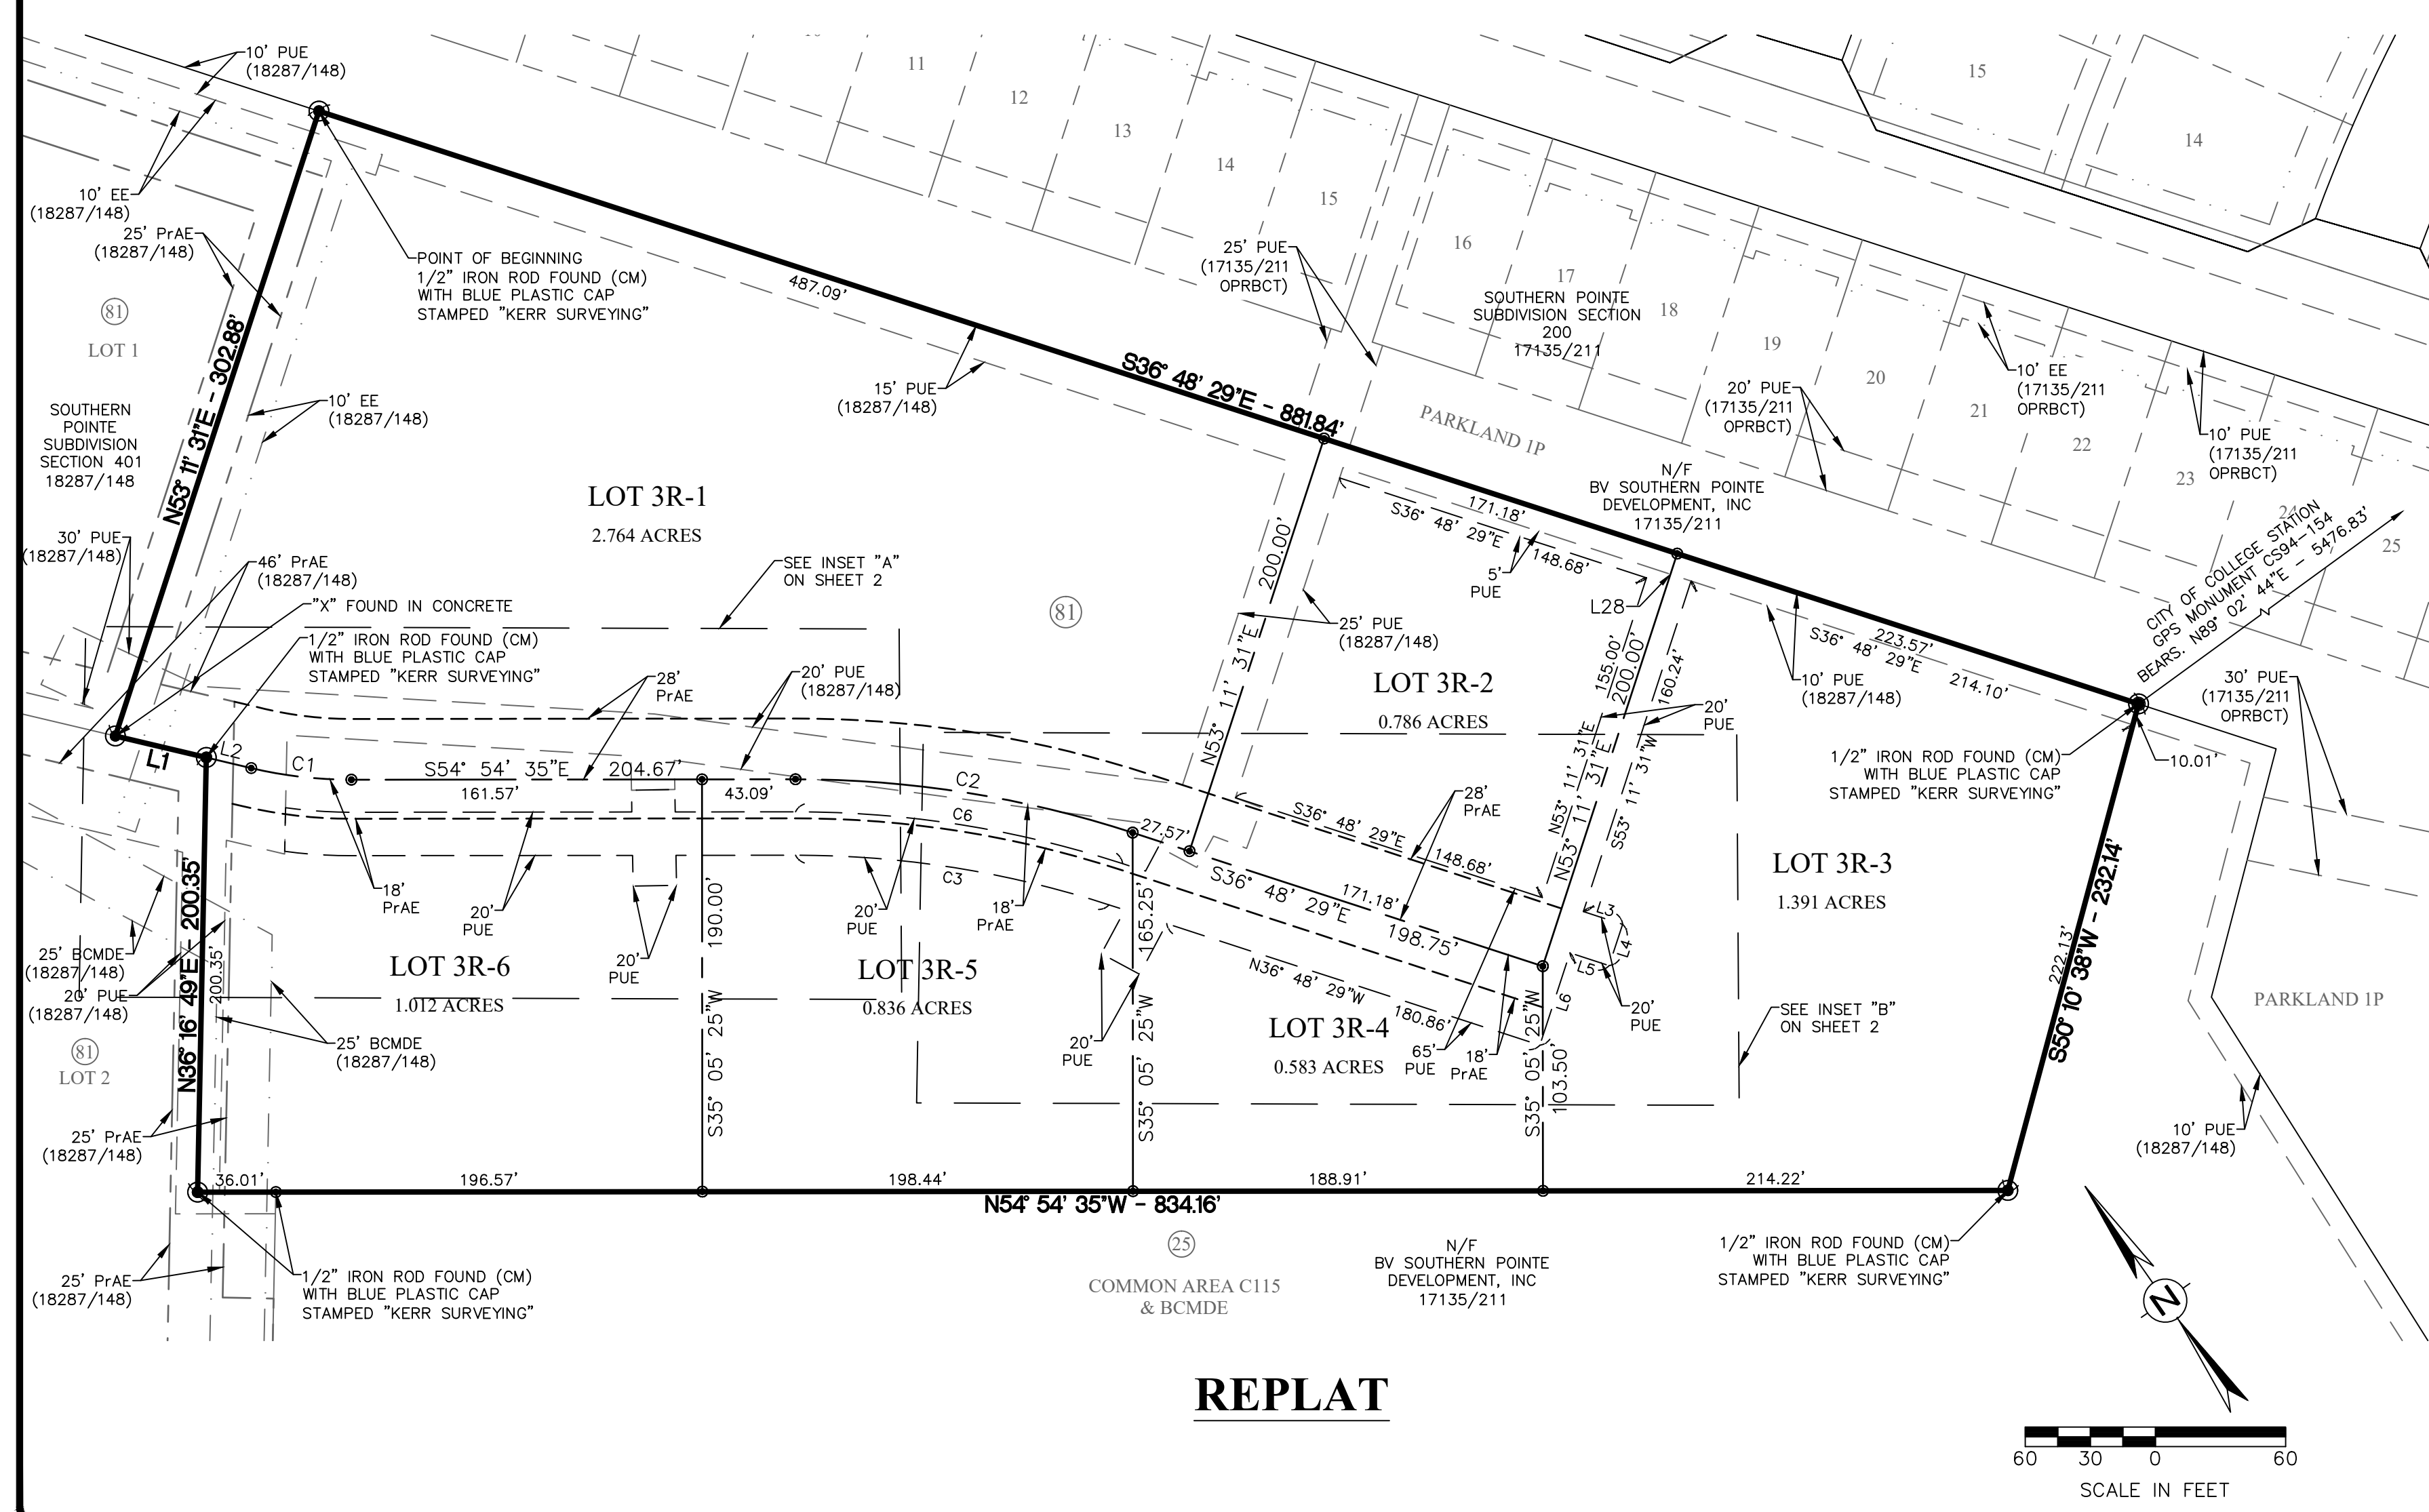 10' PUE
(18287/148)
11
12
13
14
15
15
14
10' EE
(18287/148)
25' PrAE
(18287/148)
POINT OF BEGINNING
1/2" IRON ROD FOUND (CM)
WITH BLUE PLASTIC CAP
STAMPED "KERR SURVEYING"
487.09'
25' PUE
(17135/211
OPRBCT)
16
17
18
19
20
21
22
23
24
25
SOUTHERN POINTE
SUBDIVISION SECTION
200
17135/211
81
LOT 1
SOUTHERN
POINTE
SUBDIVISION
SECTION 401
18287/148
N53° 11' 31"E - 302.88'
10' EE
(18287/148)
15' PUE
(18287/148)
S36° 48' 29"E - 881.84'
PARKLAND 1P
20' PUE
(17135/211
OPRBCT)
10' EE
(17135/211
OPRBCT)
10' PUE
(17135/211
OPRBCT)
N/F
BV SOUTHERN POINTE
DEVELOPMENT, INC
17135/211
CITY OF COLLEGE STATION
GPS MONUMENT CS94-154
BEARS. N89° 02' 44"E - 5476.83'
LOT 3R-1
2.764 ACRES
30' PUE
(18287/148)
46' PrAE
(18287/148)
"X" FOUND IN CONCRETE
1/2" IRON ROD FOUND (CM)
WITH BLUE PLASTIC CAP
STAMPED "KERR SURVEYING"
SEE INSET "A"
ON SHEET 2
81
200.00'
N53° 11' 31"E
171.18'
S36° 48' 29"E
148.68'
5'
PUE
L28
25' PUE
(18287/148)
LOT 3R-2
0.786 ACRES
155.00'
N53° 11' 31"E
200.00'
N53° 11' 31"E
160.24'
S53° 11' 31"W
20'
PUE
223.57'
S36° 48' 29"E
214.10'
10' PUE
(18287/148)
30' PUE
(17135/211
OPRBCT)
28'
PrAE
20' PUE
(18287/148)
L1
L2
C1
S54° 54' 35"E 204.67'
161.57'
43.09'
C2
C6
C3
27.57'
S36° 48' 29"E
148.68'
28'
PrAE
1/2" IRON ROD FOUND (CM)
WITH BLUE PLASTIC CAP
STAMPED "KERR SURVEYING"
10.01'
171.18'
S36° 48' 29"E
198.75'
LOT 3R-3
1.391 ACRES
18'
PrAE
20'
PUE
20'
PUE
20'
PUE
18'
PrAE
L3
L4
L5
L6
20'
PUE
25' BCMDE
(18287/148)
20' PUE
(18287/148)
N36° 16' 49"E - 200.35'
200.35'
LOT 3R-6
1.012 ACRES
190.00'
S35° 05' 25"W
LOT 3R-5
0.836 ACRES
165.25'
S35° 05' 25"W
20'
PUE
N36° 48' 29"W
180.86'
LOT 3R-4
0.583 ACRES
65'
PUE
18'
PrAE
S35° 05' 25"W
103.50'
SEE INSET "B"
ON SHEET 2
222.13'
S50° 10' 38"W - 232.14'
PARKLAND 1P
81
LOT 2
25' BCMDE
(18287/148)
25' PrAE
(18287/148)
10' PUE
(18287/148)
36.01'
196.57'
198.44'
188.91'
214.22'
N54° 54' 35"W - 834.16'
25' PrAE
(18287/148)
1/2" IRON ROD FOUND (CM)
WITH BLUE PLASTIC CAP
STAMPED "KERR SURVEYING"
25
COMMON AREA C115
& BCMDE
N/F
BV SOUTHERN POINTE
DEVELOPMENT, INC
17135/211
1/2" IRON ROD FOUND (CM)
WITH BLUE PLASTIC CAP
STAMPED "KERR SURVEYING"
N
REPLAT
60 30 0 60
SCALE IN FEET